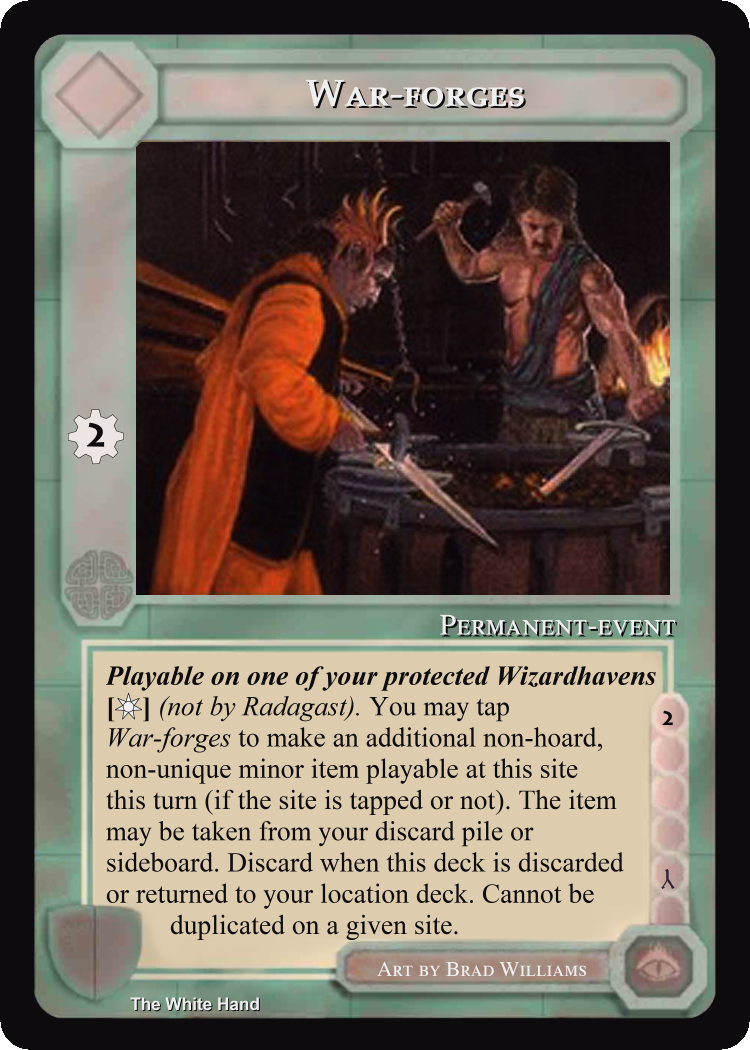 War-forges
2
Permanent-event
Playable on one of your protected Wizardhavens
[] (not by Radagast). You may tap
War-forges to make an additional non-hoard,
non-unique minor item playable at this site
this turn (if the site is tapped or not). The item
may be taken from your discard pile or
sideboard. Discard when this deck is discarded
or returned to your location deck. Cannot be
duplicated on a given site.
2
Art by Brad Williams
The White Hand